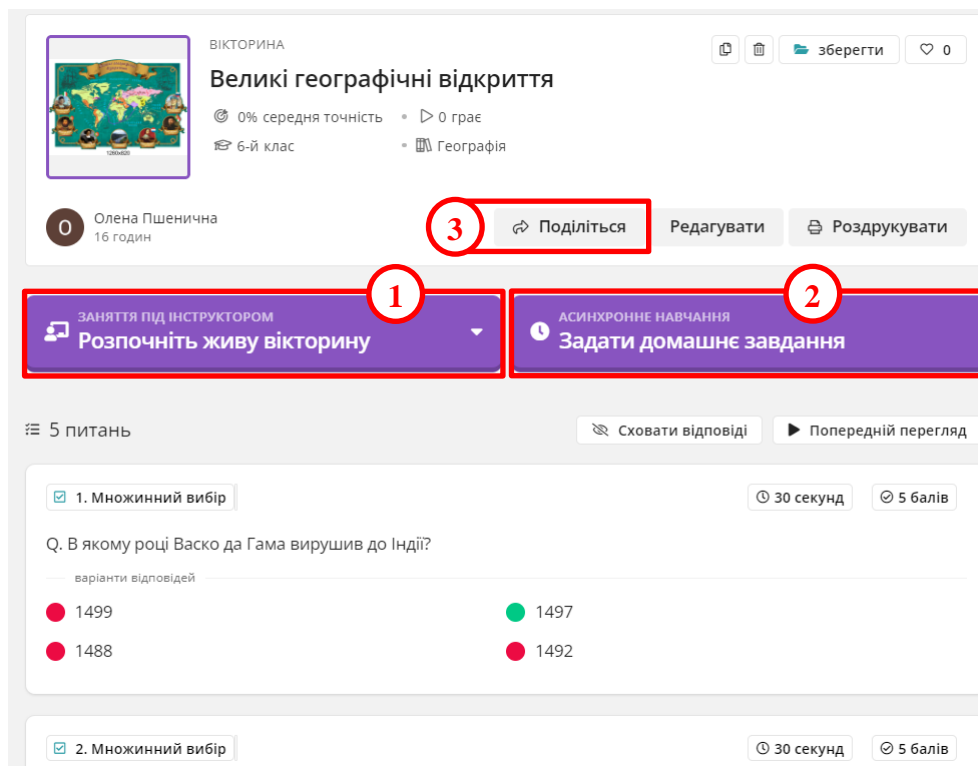 ВІКТОРИНА
зберегти 0
Великі географічні відкриття
0% середня точність • 0 грає
6-й клас • Географія
1280x820
О Олена Пшенична
16 годин
3 Поділіться Редагувати Роздрукувати
1 2
ЗАНЯТТЯ ПІД ІНСТРУКТОРОМ
Розпочніть живу вікторину
АСИНХРОННЕ НАВЧАННЯ
Задати домашнє завдання
5 питань Сховати відповіді Попередній перегляд
1. Множинний вибір 30 секунд 5 балів
Q. В якому році Васко да Гама вирушив до Індії?
варіанти відповідей
1499 1497
1488 1492
2. Множинний вибір 30 секунд 5 балів